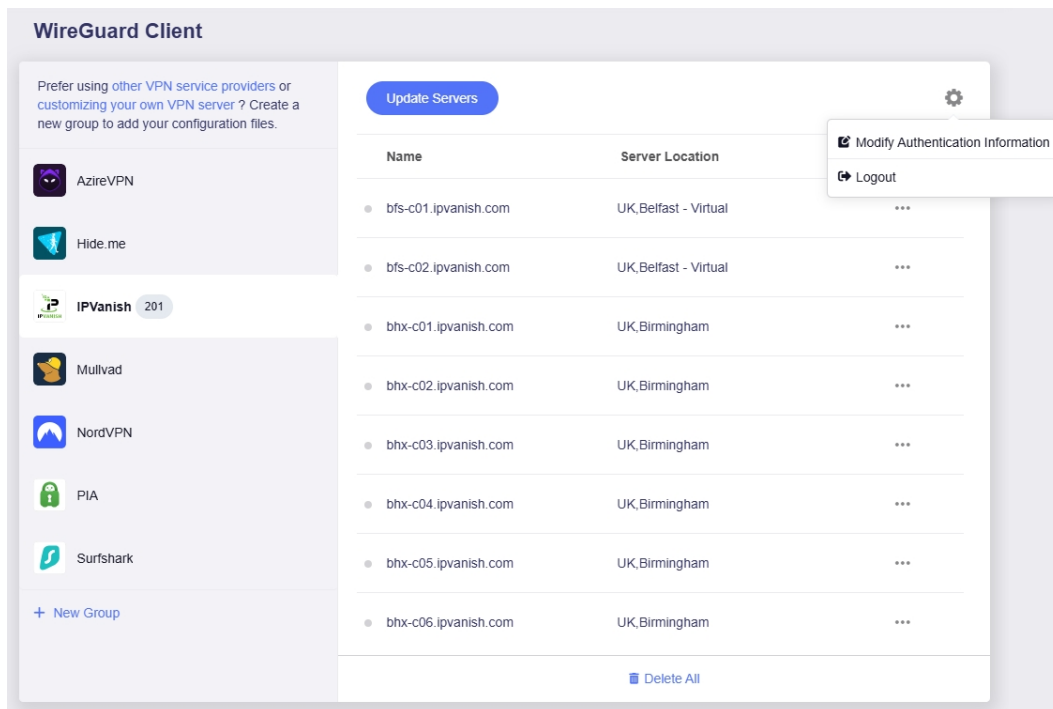 WireGuard Client
Prefer using other VPN service providers or
customizing your own VPN server ? Create a
new group to add your configuration files.
AzireVPN
Hide.me
IPVanish 201
Mullvad
NordVPN
PIA
Surfshark
+ New Group
Update Servers
Modify Authentication Information
Logout
Name Server Location
bfs-c01.ipvanish.com UK,Belfast - Virtual
bfs-c02.ipvanish.com UK,Belfast - Virtual
bhx-c01.ipvanish.com UK,Birmingham
bhx-c02.ipvanish.com UK,Birmingham
bhx-c03.ipvanish.com UK,Birmingham
bhx-c04.ipvanish.com UK,Birmingham
bhx-c05.ipvanish.com UK,Birmingham
bhx-c06.ipvanish.com UK,Birmingham
Delete All